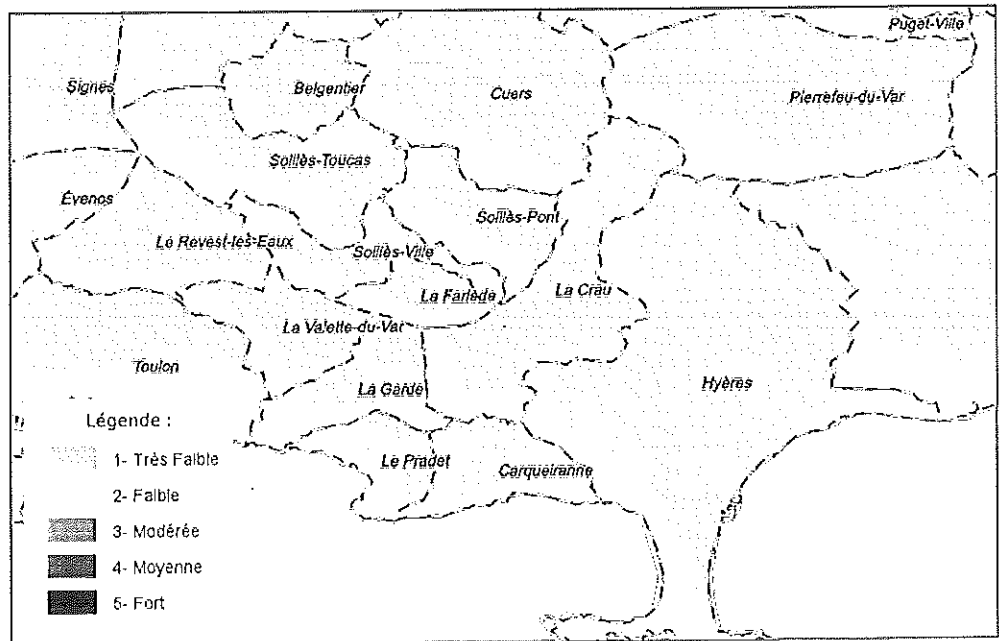 Puget-Ville
Signes
Belgentier
Cuers
Pierrefeu-du-Var
Solliès-Toucas
Évenos
Solliès-Pont
Le Revest-les-Eaux
Solliès-Ville
La Farlède
La Crau
La Valette-du-Var
Toulon
La Garde
Hyères
Légende :
Le Pradet
Carqueiranne
1- Très Faible
2- Faible
3- Modérée
4- Moyenne
5- Fort